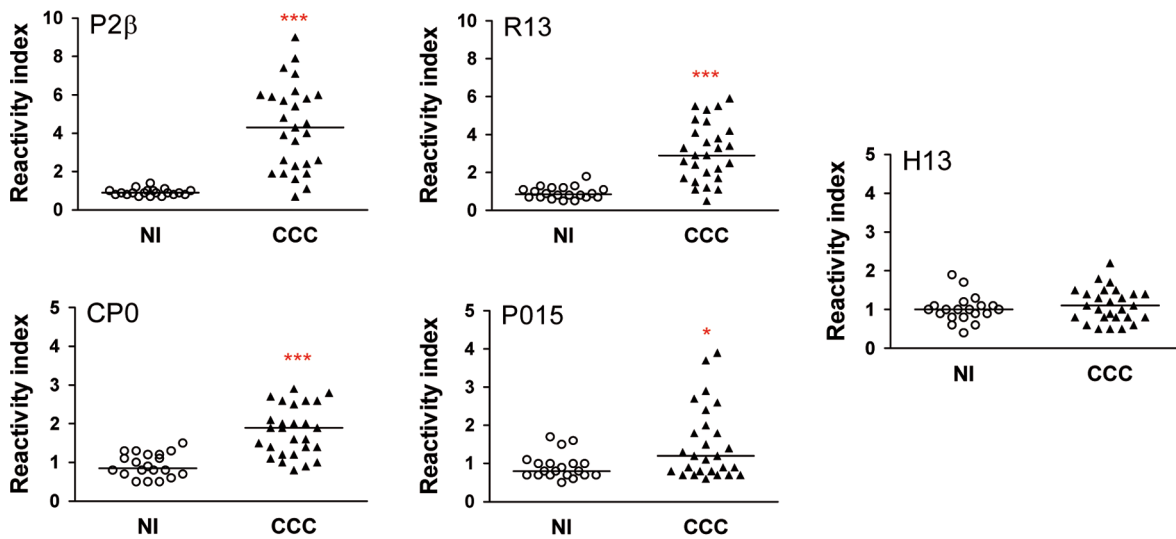 P2β
***
Reactivity index
10
8
6
4
2
0
NI
CCC
R13
***
Reactivity index
10
8
6
4
2
0
NI
CCC
H13
Reactivity index
5
4
3
2
1
0
NI
CCC
CP0
***
Reactivity index
5
4
3
2
1
0
NI
CCC
P015
*
Reactivity index
5
4
3
2
1
0
NI
CCC